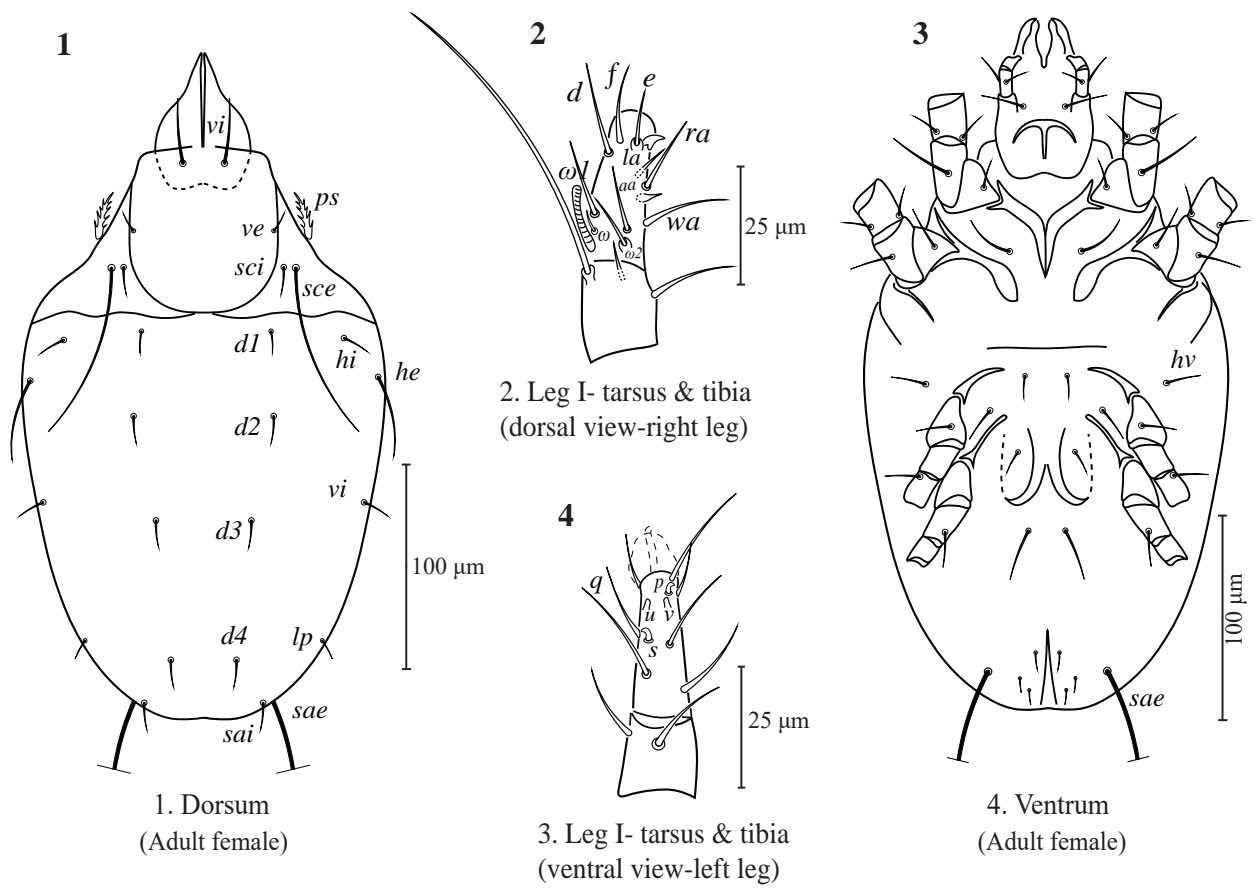 1
vi
ps
ve
sci
sce
d1
hi
he
d2
vi
d3
100 μm
d4
lp
sae
sai
1. Dorsum
(Adult female)
2
d
f
e
ra
la
ω1
aa
wa
ω
ω2
25 μm
2. Leg I- tarsus & tibia
(dorsal view-right leg)
4
q
p
u
v
s
25 μm
3. Leg I- tarsus & tibia
(ventral view-left leg)
3
hv
100 μm
sae
4. Ventrum
(Adult female)